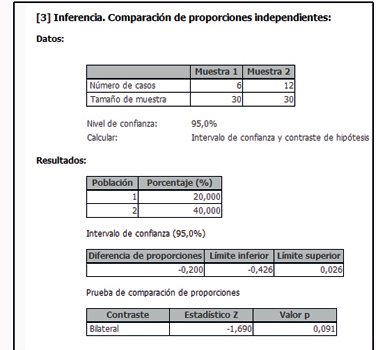 [3] Inferencia. Comparación de proporciones independientes:
Datos:
Muestra 1 Muestra 2
Número de casos 6 12
Tamaño de muestra 30 30
Nivel de confianza: 95,0%
Calcular: Intervalo de confianza y contraste de hipótesis
Resultados:
Población Porcentaje (%)
1 20,000
2 40,000
Intervalo de confianza (95,0%)
Diferencia de proporciones Límite inferior Límite superior
-0,200 -0,426 0,026
Prueba de comparación de proporciones
Contraste Estadístico Z Valor p
Bilateral -1,690 0,091